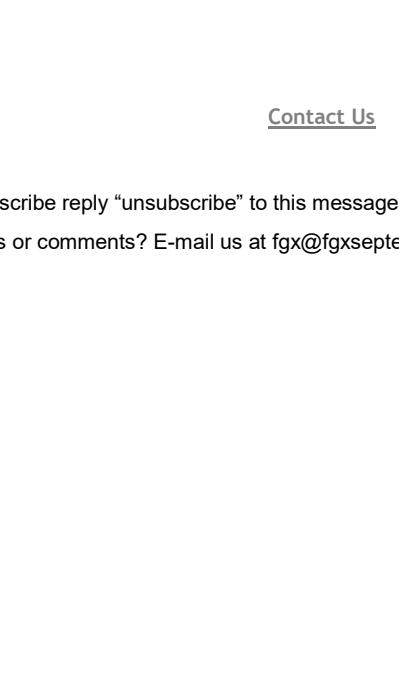 Contact Us
scribe reply “unsubscribe” to this message
s or comments? E-mail us at fgx@fgxsepte